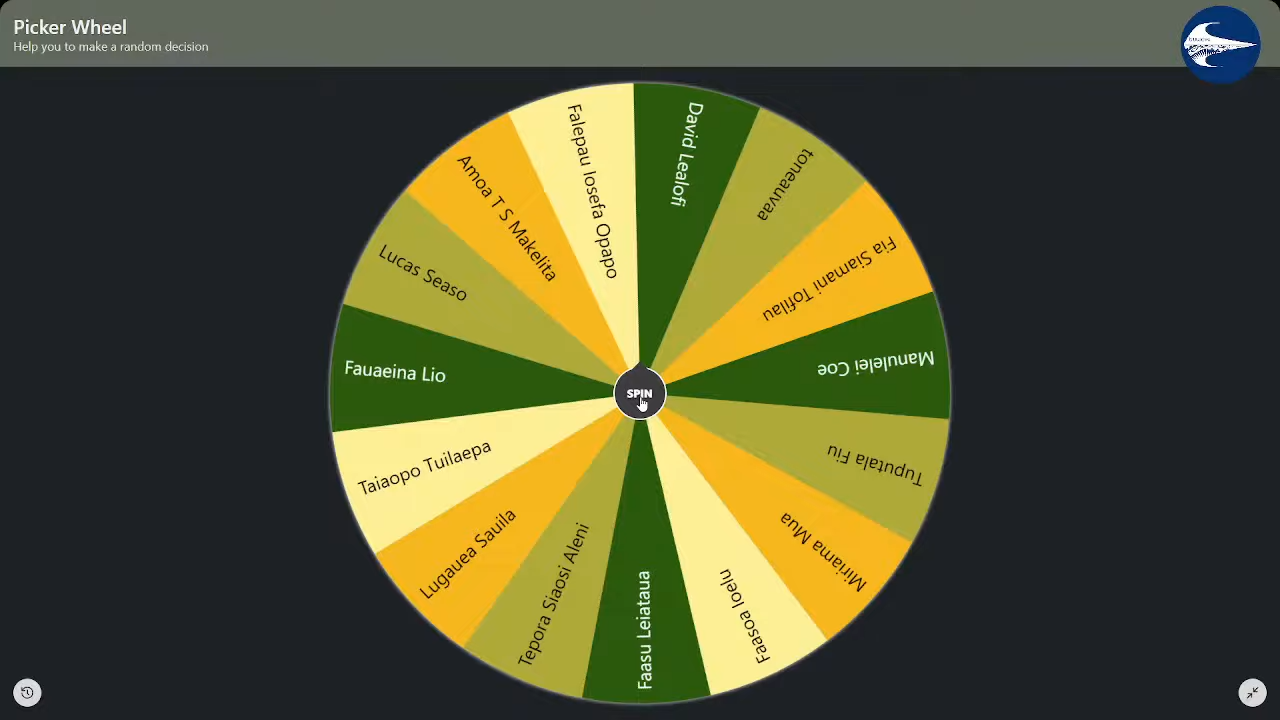 Picker Wheel
Help you to make a random decision
David Lealofi
toneauvaa
Fia Siamani Tofilau
Manulelei Coe
Tuputala Fiu
Miriama Mua
Faasoa Ioelu
Faasu Leiataua
Tepora Siaosi Aleni
Lugauea Sauila
Taiaopo Tuilaepa
Fauaeina Lio
Lucas Seaso
Amoa T S Makelita
Falepau Iosefa Opapo
SPIN